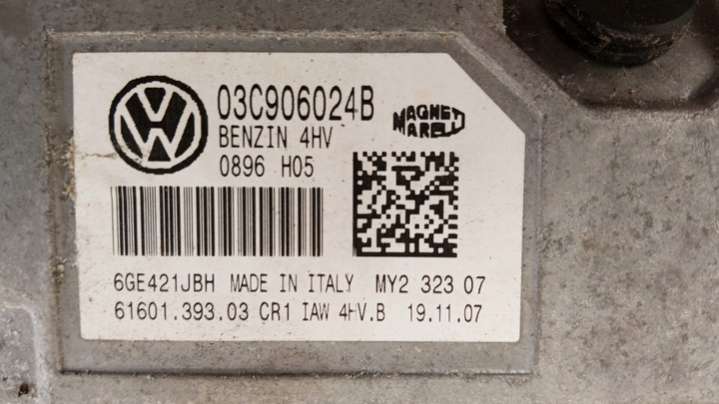 03C906024B
MAGNETI
MARELLI
BENZIN 4HV
0896 H05
6GE421JBH MADE IN ITALY MY2 323 07
61601.393.03 CR1 IAW 4HV.B 19.11.07